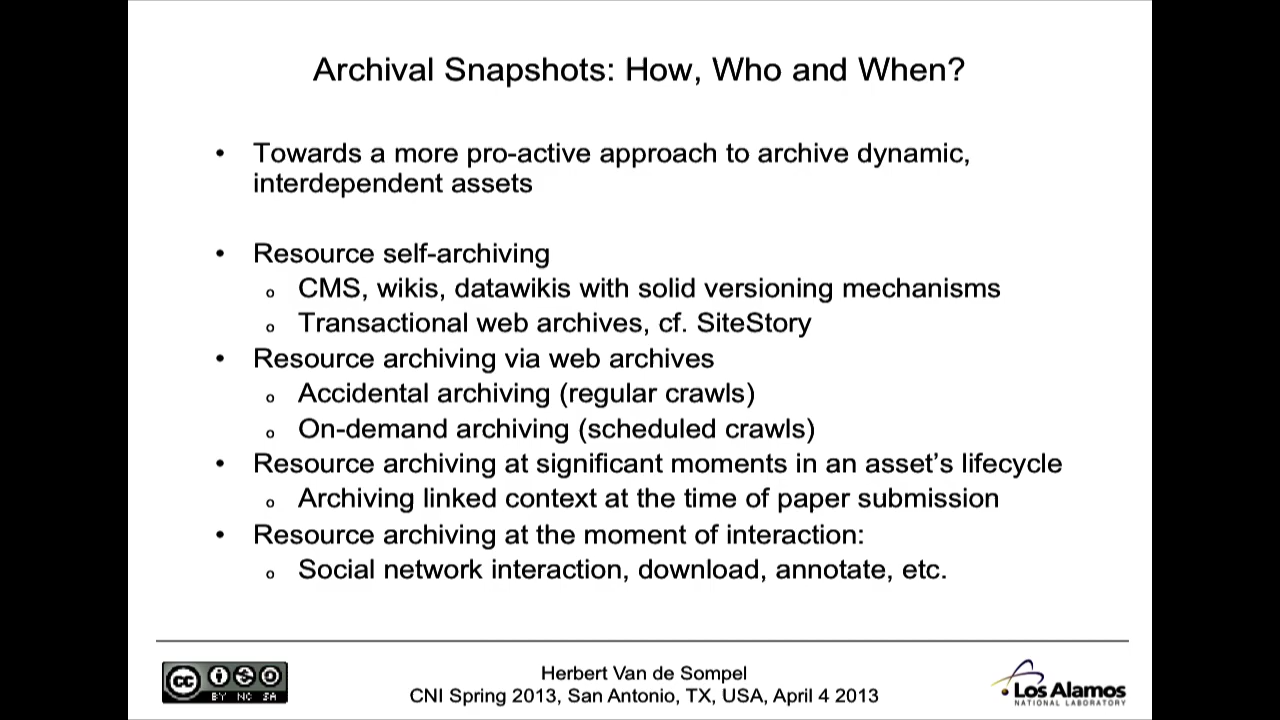 Archival Snapshots: How, Who and When?
• Towards a more pro-active approach to archive dynamic,
interdependent assets
• Resource self-archiving
o CMS, wikis, datawikis with solid versioning mechanisms
o Transactional web archives, cf. SiteStory
• Resource archiving via web archives
o Accidental archiving (regular crawls)
o On-demand archiving (scheduled crawls)
• Resource archiving at significant moments in an asset’s lifecycle
o Archiving linked context at the time of paper submission
• Resource archiving at the moment of interaction:
o Social network interaction, download, annotate, etc.
cc
BY NC SA
Herbert Van de Sompel
CNI Spring 2013, San Antonio, TX, USA, April 4 2013
Los Alamos
NATIONAL LABORATORY